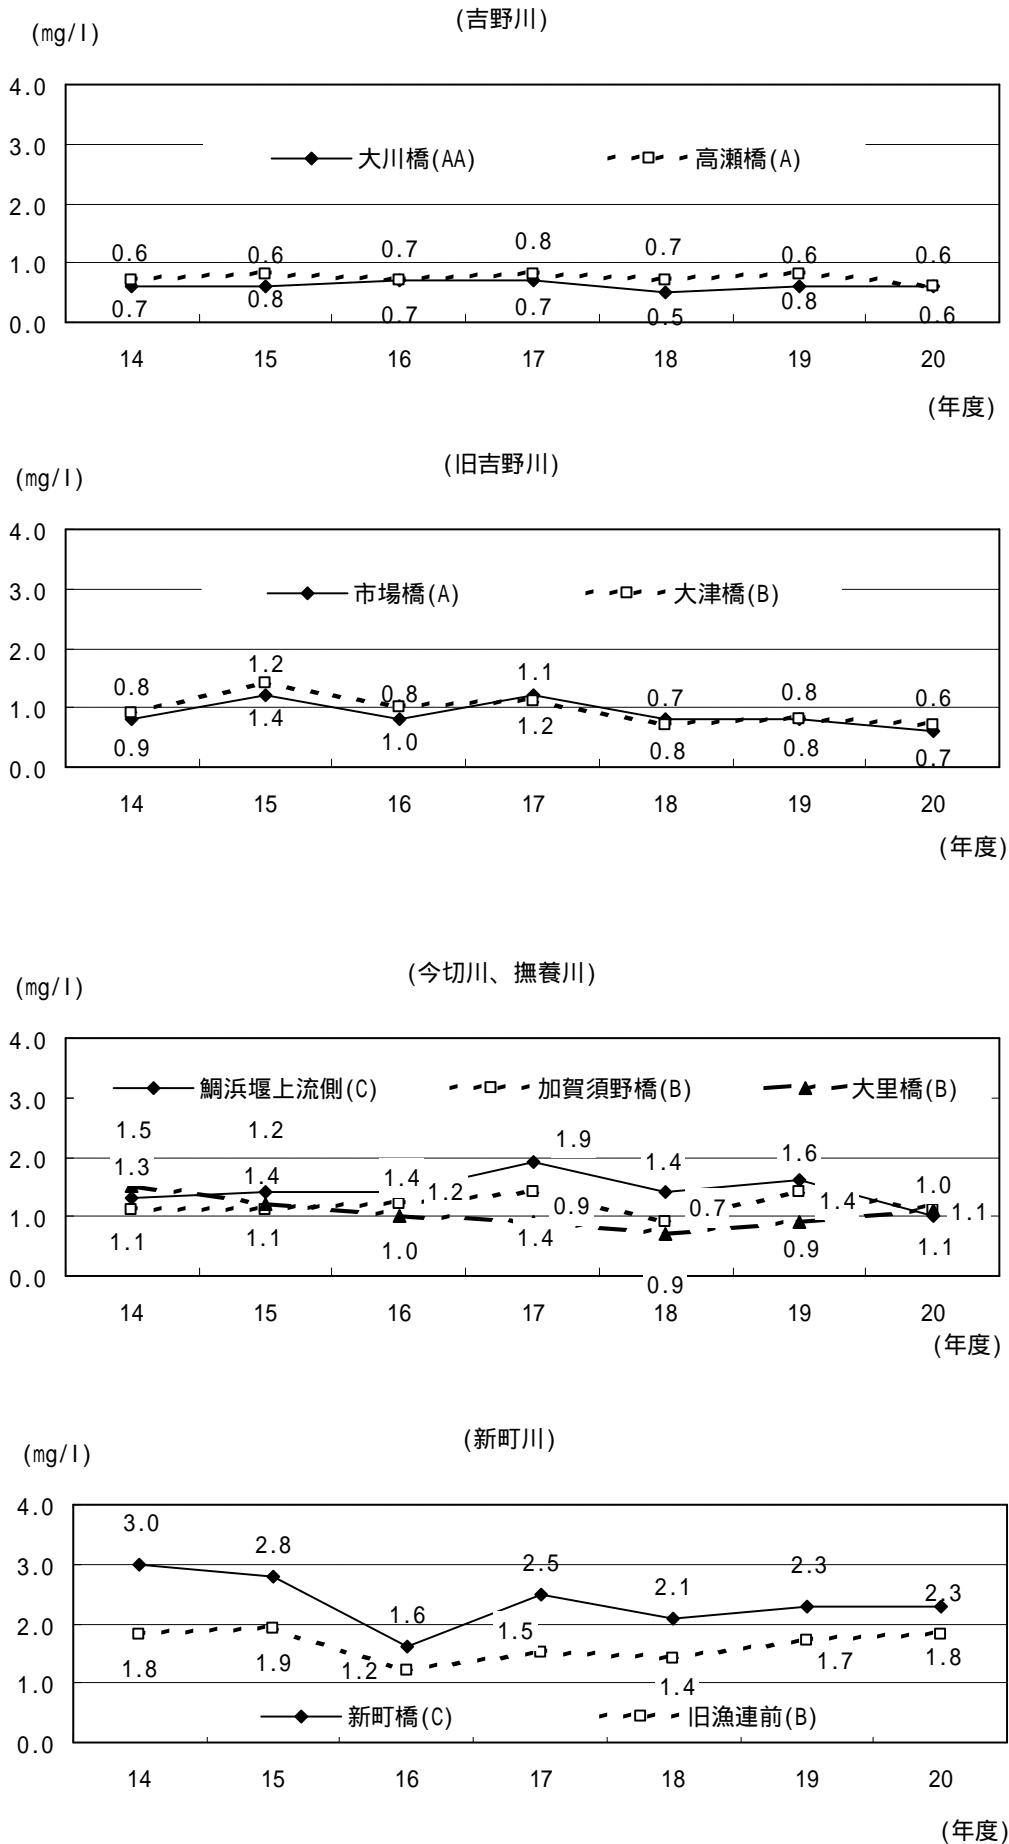 (吉野川)
(mg/l)
4.0
3.0
大川橋(AA) 高瀬橋(A)
2.0
0.6 0.6 0.7 0.8 0.7 0.6 0.6
1.0
0.7 0.8 0.7 0.7 0.5 0.8 0.6
0.0
14 15 16 17 18 19 20
(年度)
(旧吉野川)
(mg/l)
4.0
3.0
市場橋(A) 大津橋(B)
2.0
0.8 1.2 0.8 1.1 0.7 0.8 0.6
1.0
0.9 1.4 1.0 1.2 0.8 0.8 0.7
0.0
14 15 16 17 18 19 20
(年度)
(今切川、撫養川)
(mg/l)
4.0
3.0
鯛浜堰上流側(C) 加賀須野橋(B) 大里橋(B)
1.5 1.2 1.9
2.0
1.3 1.4 1.4 1.4 1.6 1.0
1.2 0.9 0.7 1.4 1.1
1.0
1.1 1.1 1.0 1.4 0.9 0.9 1.1
0.0
14 15 16 17 18 19 20
(年度)
(新町川)
(mg/l)
4.0
3.0 2.8 2.5 2.1 2.3 2.3
3.0
1.6 1.5
2.0
1.8 1.9 1.2 1.4 1.7 1.8
1.0
新町橋(C) 旧漁連前(B)
0.0
14 15 16 17 18 19 20
(年度)